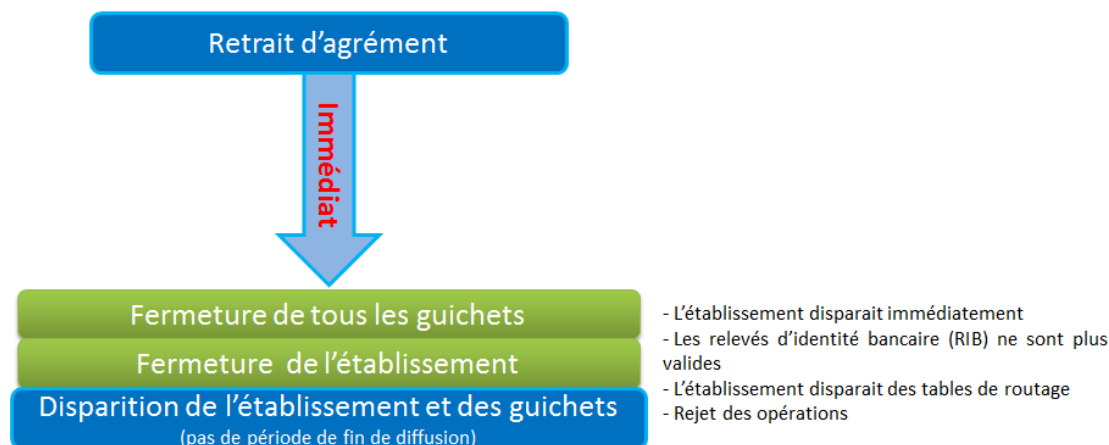 Retrait d’agrément
Immédiat
Fermeture de tous les guichets
Fermeture de l’établissement
Disparition de l’établissement et des guichets
(pas de période de fin de diffusion)
- L’établissement disparait immédiatement
- Les relevés d’identité bancaire (RIB) ne sont plus
valides
- L’établissement disparait des tables de routage
- Rejet des opérations